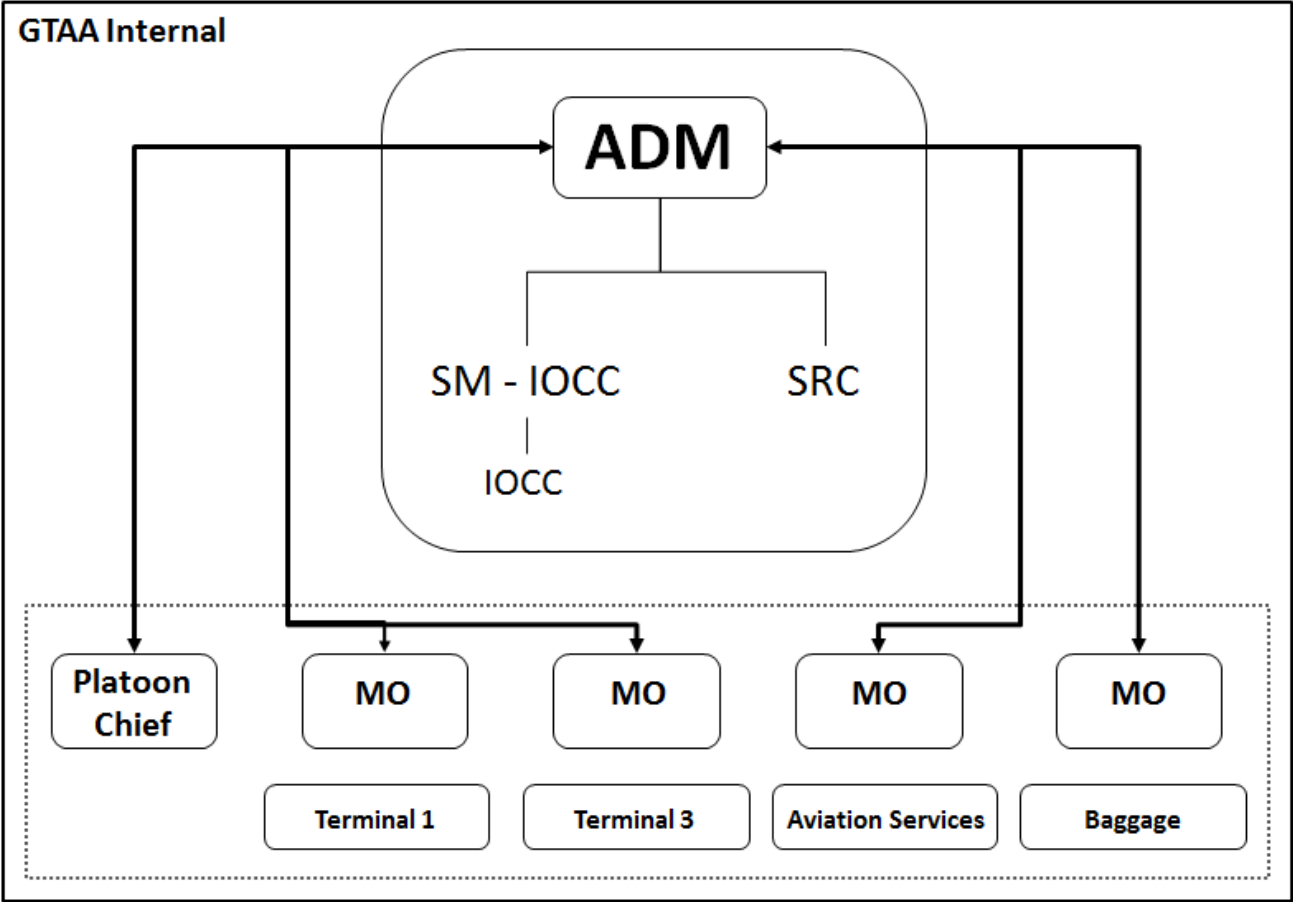 GTAA Internal
ADM
SM - IOCC
SRC
IOCC
Platoon
Chief
MO
MO
MO
MO
Terminal 1
Terminal 3
Aviation Services
Baggage